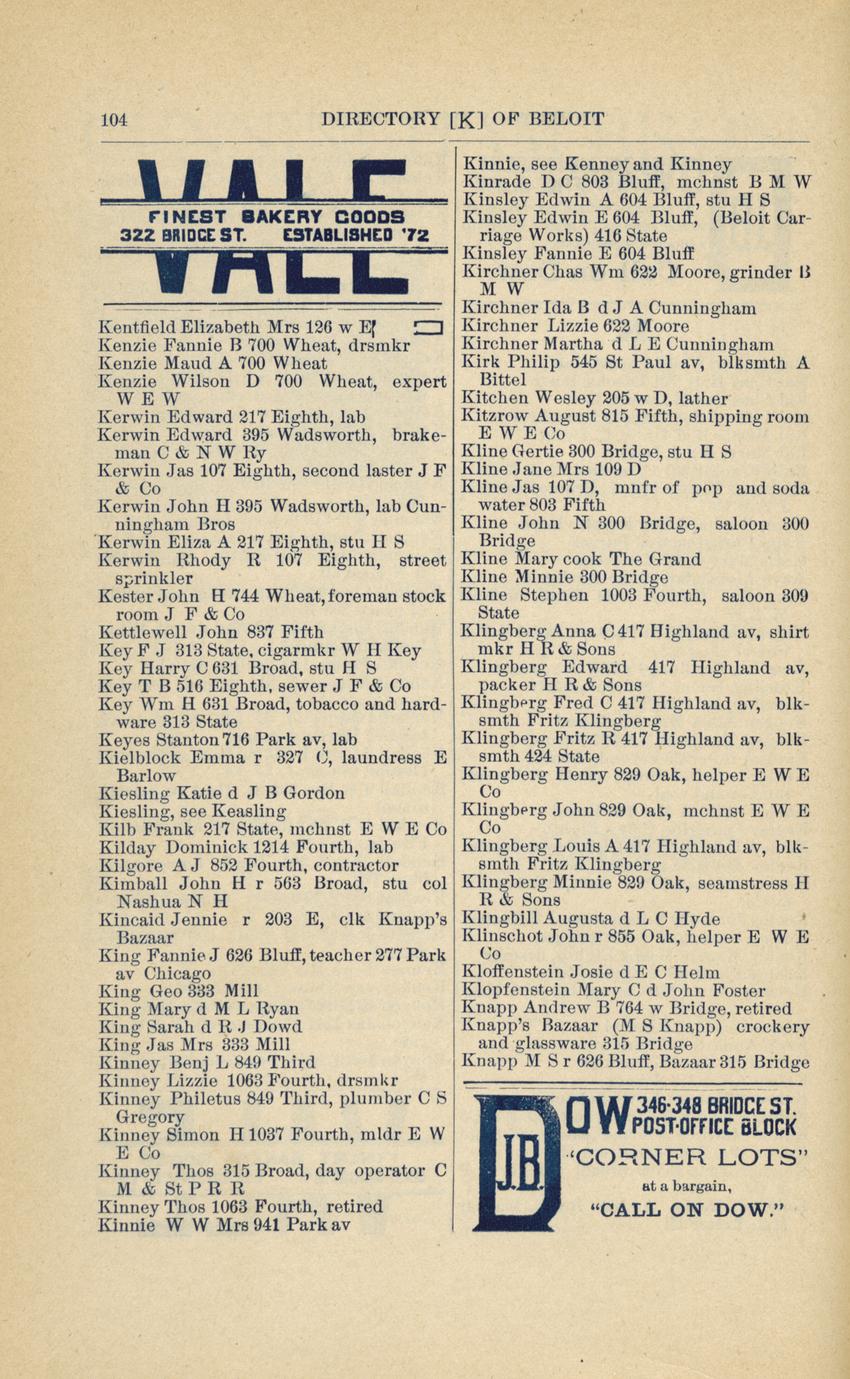 104
DIRECTORY [K] OF BELOIT
VALE
FINEST BAKERY GOODS
322 BRIDGE ST. ESTABLISHED '72
VALE
Kentfield Elizabeth Mrs 126 w E
Kenzie Fannie B 700 Wheat, drsmkr
Kenzie Maud A 700 Wheat
Kenzie Wilson D 700 Wheat, expert
W E W
Kerwin Edward 217 Eighth, lab
Kerwin Edward 395 Wadsworth, brake-
man C & N W Ry
Kerwin Jas 107 Eighth, second laster J F
& Co
Kerwin John H 395 Wadsworth, lab Cun-
ningham Bros
Kerwin Eliza A 217 Eighth, stu H S
Kerwin Rhody R 107 Eighth, street
sprinkler
Kester John H 744 Wheat, foreman stock
room J F & Co
Kettlewell John 837 Fifth
Key F J 313 State, cigarmkr W H Key
Key Harry C 631 Broad, stu H S
Key T B 516 Eighth, sewer J F & Co
Key Wm H 631 Broad, tobacco and hard-
ware 313 State
Keyes Stanton 716 Park av, lab
Kielblock Emma r 327 C, laundress E
Barlow
Kiesling Katie d J B Gordon
Kiesling, see Keasling
Kilb Frank 217 State, mchnst E W E Co
Kilday Dominick 1214 Fourth, lab
Kilgore A J 852 Fourth, contractor
Kimball John H r 563 Broad, stu col
Nashua N H
Kincaid Jennie r 203 E, clk Knapp's
Bazaar
King Fannie J 626 Bluff, teacher 277 Park
av Chicago
King Geo 333 Mill
King Mary d M L Ryan
King Sarah d R J Dowd
King Jas Mrs 333 Mill
Kinney Benj L 849 Third
Kinney Lizzie 1063 Fourth, drsmkr
Kinney Philetus 849 Third, plumber C S
Gregory
Kinney Simon H 1037 Fourth, mldr E W
E Co
Kinney Thos 315 Broad, day operator C
M & St P R R
Kinney Thos 1063 Fourth, retired
Kinnie W W Mrs 941 Park av
Kinnie, see Kenney and Kinney
Kinrade D C 803 Bluff, mchnst B M W
Kinsley Edwin A 604 Bluff, stu H S
Kinsley Edwin E 604 Bluff, (Beloit Car-
riage Works) 416 State
Kinsley Fannie E 604 Bluff
Kirchner Chas Wm 622 Moore, grinder B
M W
Kirchner Ida B d J A Cunningham
Kirchner Lizzie 622 Moore
Kirchner Martha d L E Cunningham
Kirk Philip 545 St Paul av, blksmth A
Bittel
Kitchen Wesley 205 w D, lather
Kitzrow August 815 Fifth, shipping room
E W E Co
Kline Gertie 300 Bridge, stu H S
Kline Jane Mrs 109 D
Kline Jas 107 D, mnfr of pop and soda
water 803 Fifth
Kline John N 300 Bridge, saloon 300
Bridge
Kline Mary cook The Grand
Kline Minnie 300 Bridge
Kline Stephen 1003 Fourth, saloon 309
State
Klingberg Anna C 417 Highland av, shirt
mkr H R & Sons
Klingberg Edward 417 Highland av,
packer H R & Sons
Klingberg Fred C 417 Highland av, blk-
smth Fritz Klingberg
Klingberg Fritz R 417 Highland av, blk-
smth 424 State
Klingberg Henry 829 Oak, helper E W E
Co
Klingberg John 829 Oak, mchnst E W E
Co
Klingberg Louis A 417 Highland av, blk-
smth Fritz Klingberg
Klingberg Minnie 829 Oak, seamstress H
R & Sons
Klingbill Augusta d L C Hyde
Klinschot John r 855 Oak, helper E W E
Co
Kloffenstein Josie d E C Helm
Klopfenstein Mary C d John Foster
Knapp Andrew B 764 w Bridge, retired
Knapp's Bazaar (M S Knapp) crockery
and glassware 315 Bridge
Knapp M S r 626 Bluff, Bazaar 315 Bridge
J.B. DOW 346-348 BRIDGE ST.
POST-OFFICE BLOCK
"CORNER LOTS"
at a bargain,
"CALL ON DOW."